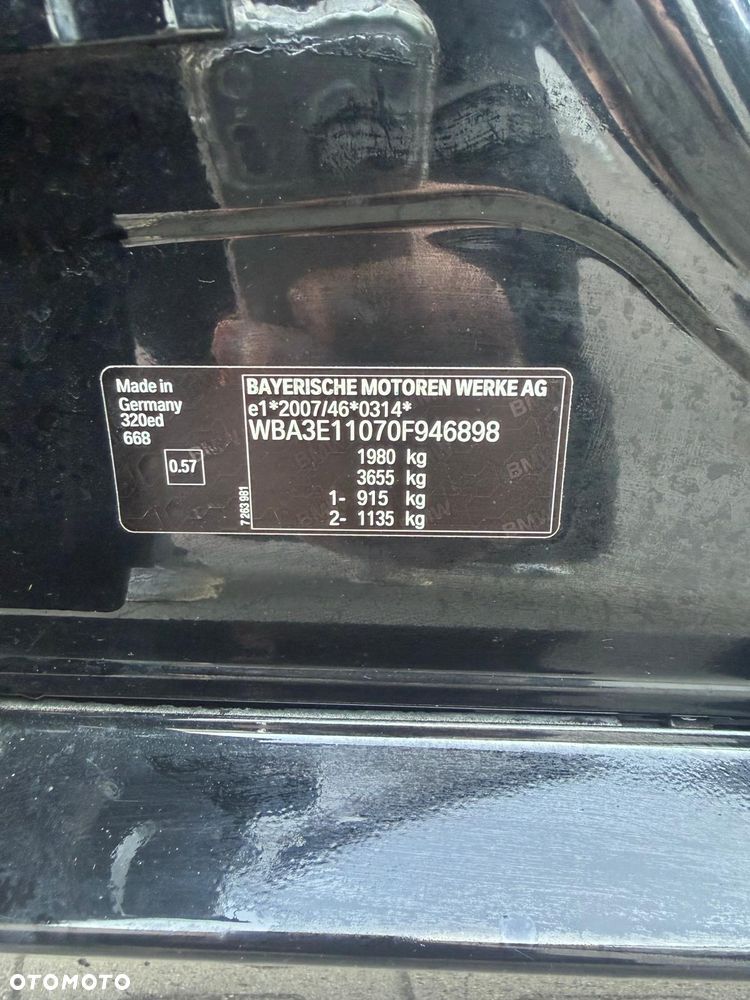 Made in
Germany
320ed
668
0.57
7 263 981
BAYERISCHE MOTOREN WERKE AG
e1*2007/46*0314*
WBA3E11070F946898
1980 kg
3655 kg
1- 915 kg
2- 1135 kg
OTOMOTO